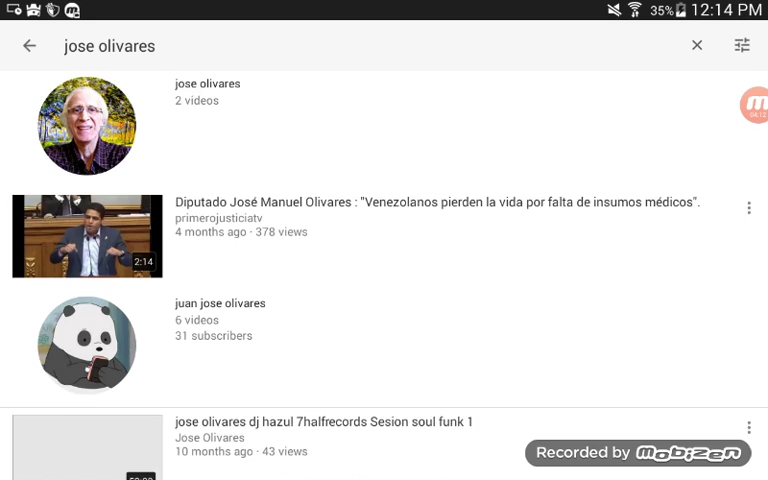 35% 12:14 PM
jose olivares
jose olivares
2 videos
04:12
Diputado José Manuel Olivares : "Venezolanos pierden la vida por falta de insumos médicos".
primerojusticiatv
4 months ago · 378 views
2:14
juan jose olivares
6 videos
31 subscribers
jose olivares dj hazul 7halfrecords Sesion soul funk 1
Jose Olivares
10 months ago · 43 views
Recorded by mobizen